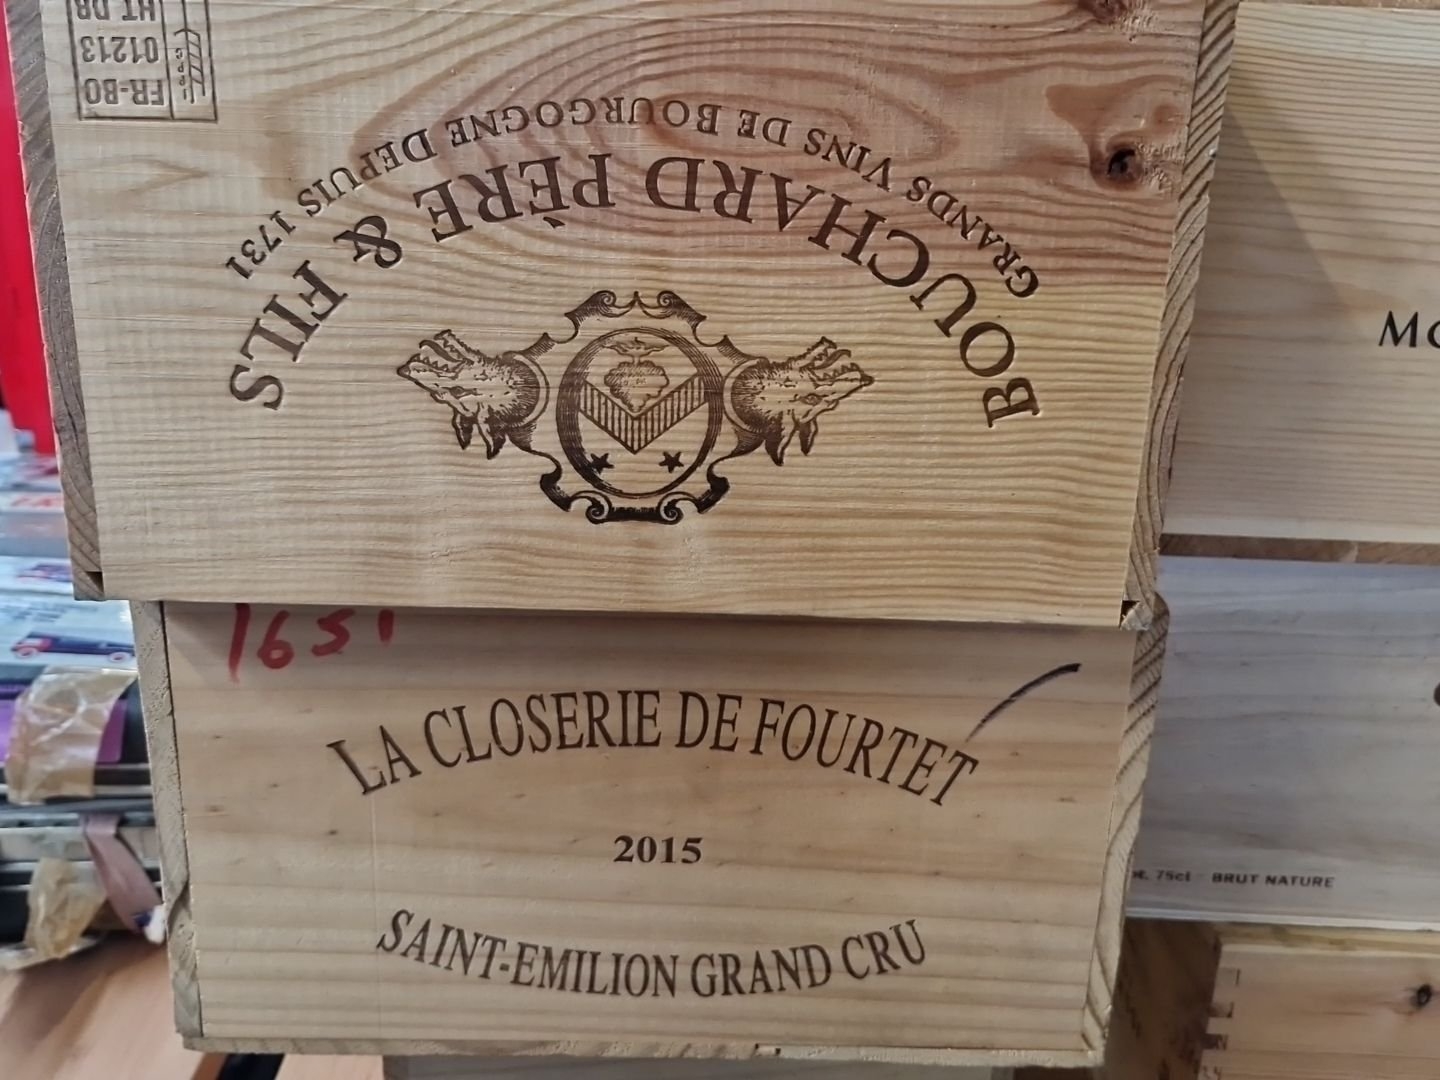 FR-BO
01213
HT DB
BOUCHARD PÈRE & FILS
GRANDS VINS DE BOURGOGNE DEPUIS 1731
1651
LA CLOSERIE DE FOURTET
2015
SAINT-EMILION GRAND CRU
75cl - BRUT NATURE